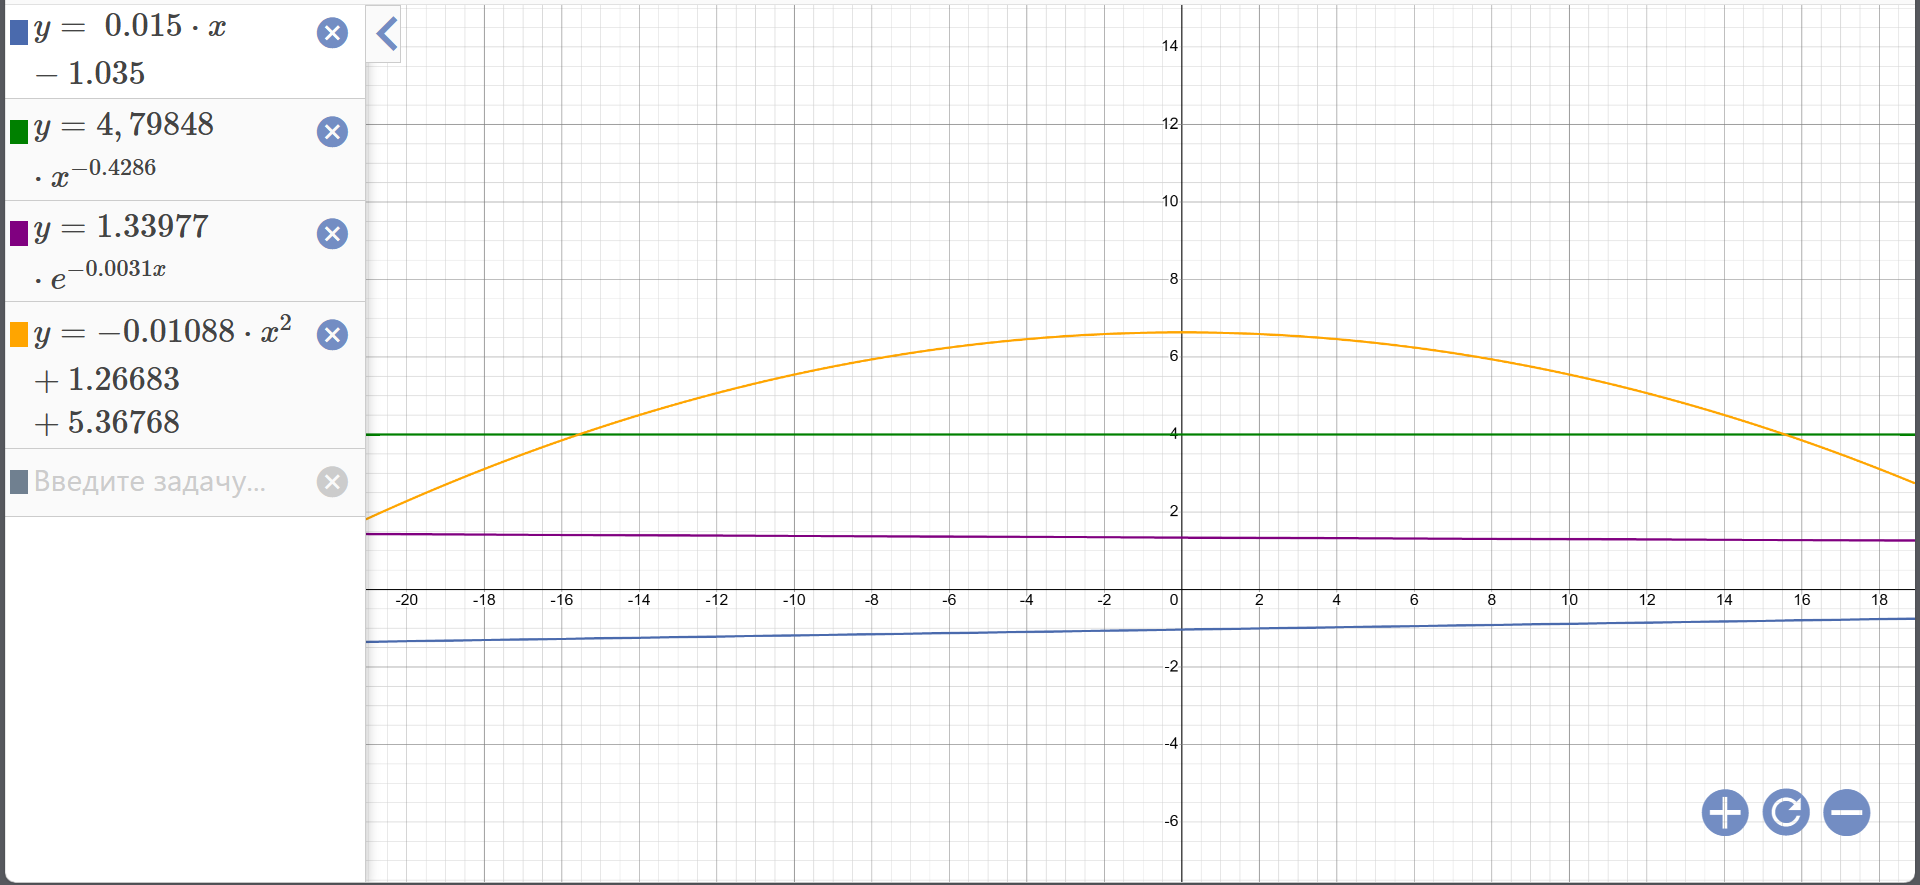 y = 0.015 · x
− 1.035
y = 4,79848
· x^−0.4286
y = 1.33977
· e^−0.0031x
y = −0.01088 · x²
+ 1.26683
+ 5.36768
Введите задачу...
14
12
10
8
6
4
2
-20 -18 -16 -14 -12 -10 -8 -6 -4 -2 0 2 4 6 8 10 12 14 16 18
-2
-4
-6